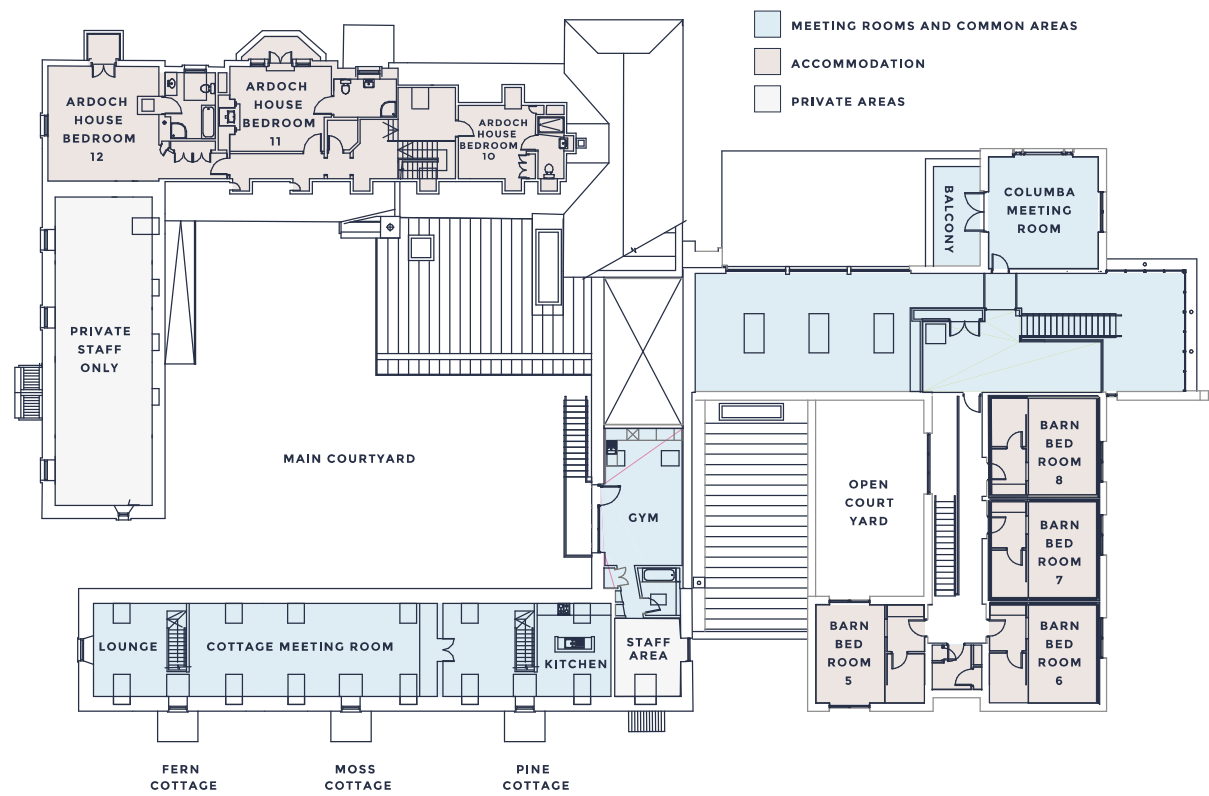 MEETING ROOMS AND COMMON AREAS
ACCOMMODATION
PRIVATE AREAS
ARDOCH
HOUSE
BEDROOM
12
ARDOCH
HOUSE
BEDROOM
11
ARDOCH
HOUSE
BEDROOM
10
BALCONY
COLUMBA
MEETING
ROOM
PRIVATE
STAFF
ONLY
MAIN COURTYARD
GYM
OPEN
COURT
YARD
BARN
BED
ROOM
8
BARN
BED
ROOM
7
BARN
BED
ROOM
6
BARN
BED
ROOM
5
LOUNGE
COTTAGE MEETING ROOM
KITCHEN
STAFF
AREA
FERN
COTTAGE
MOSS
COTTAGE
PINE
COTTAGE